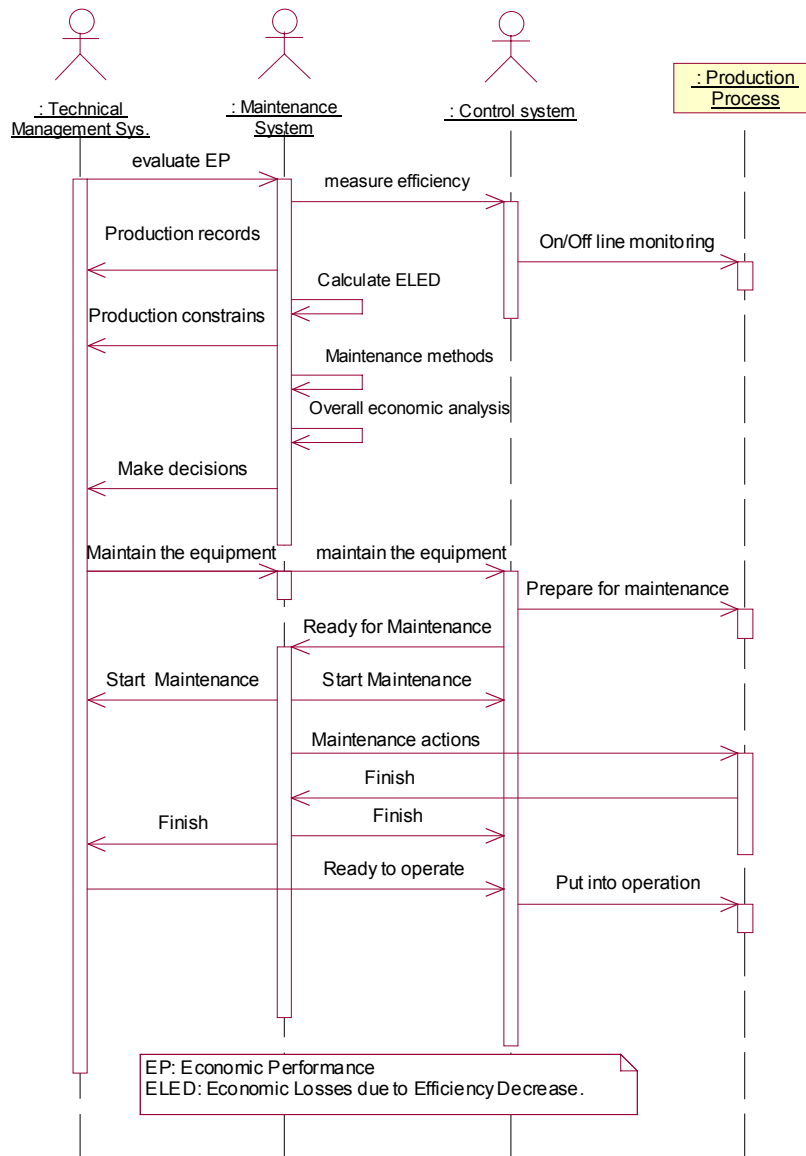 : Technical
Management Sys.
: Maintenance
System
: Control system
: Production
Process
evaluate EP
measure efficiency
Production records
On/Off line monitoring
Calculate ELED
Production constrains
Maintenance methods
Overall economic analysis
Make decisions
Maintain the equipment
maintain the equipment
Prepare for maintenance
Ready for Maintenance
Start Maintenance
Start Maintenance
Maintenance actions
Finish
Finish
Finish
Ready to operate
Put into operation
EP: Economic Performance
ELED: Economic Losses due to Efficiency Decrease.